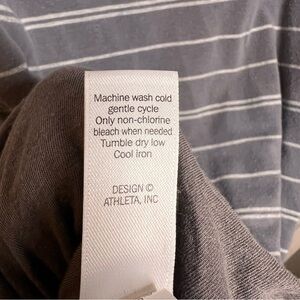 Machine wash cold
gentle cycle
Only non-chlorine
bleach when needed
Tumble dry low
Cool iron
DESIGN ©
ATHLETA, INC